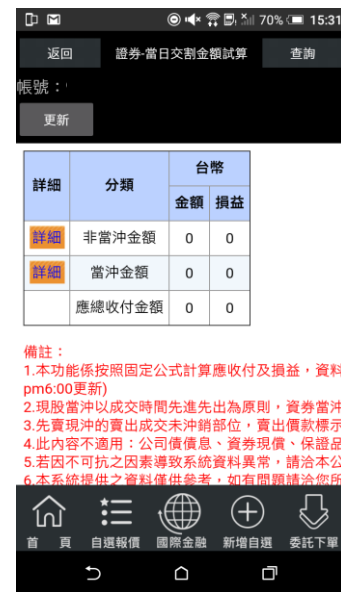 70% 15:31
返回 證券-當日交割金額試算 查詢
帳號：
更新
詳細 分類 台幣
金額 損益
詳細 非當沖金額 0 0
詳細 當沖金額 0 0
應總收付金額 0 0
備註：
1.本功能係按照固定公式計算應收付及損益，資料
pm6:00更新)
2.現股當沖以成交時間先進先出為原則，資券當沖
3.先賣現沖的賣出成交未沖銷部位，賣出價款標示
4.此內容不適用：公司債債息、資券現償、保證品
5.若因不可抗之因素導致系統資料異常，請洽本公
6.本系統提供之資料僅供參考，如有問題請洽您所
首 頁 自選報價 國際金融 新增自選 委託下單